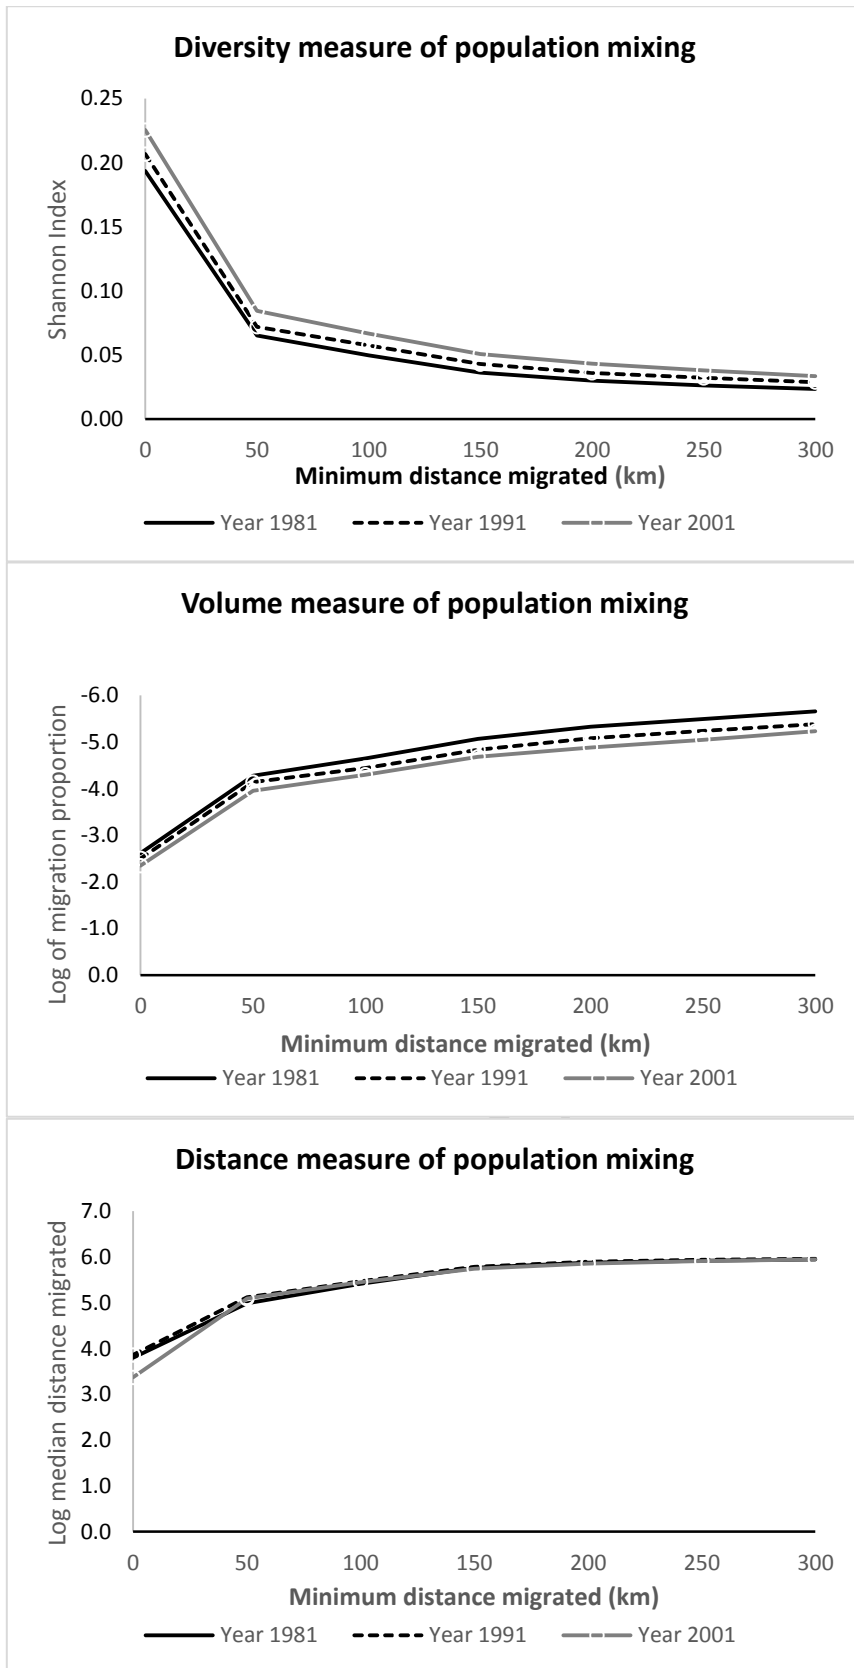 Diversity measure of population mixing
Shannon Index
0.25
0.20
0.15
0.10
0.05
0.00
0 50 100 150 200 250 300
Minimum distance migrated (km)
Year 1981 Year 1991 Year 2001
Volume measure of population mixing
Log of migration proportion
-6.0
-5.0
-4.0
-3.0
-2.0
-1.0
0.0
0 50 100 150 200 250 300
Minimum distance migrated (km)
Year 1981 Year 1991 Year 2001
Distance measure of population mixing
Log median distance migrated
7.0
6.0
5.0
4.0
3.0
2.0
1.0
0.0
0 50 100 150 200 250 300
Minimum distance migrated (km)
Year 1981 Year 1991 Year 2001